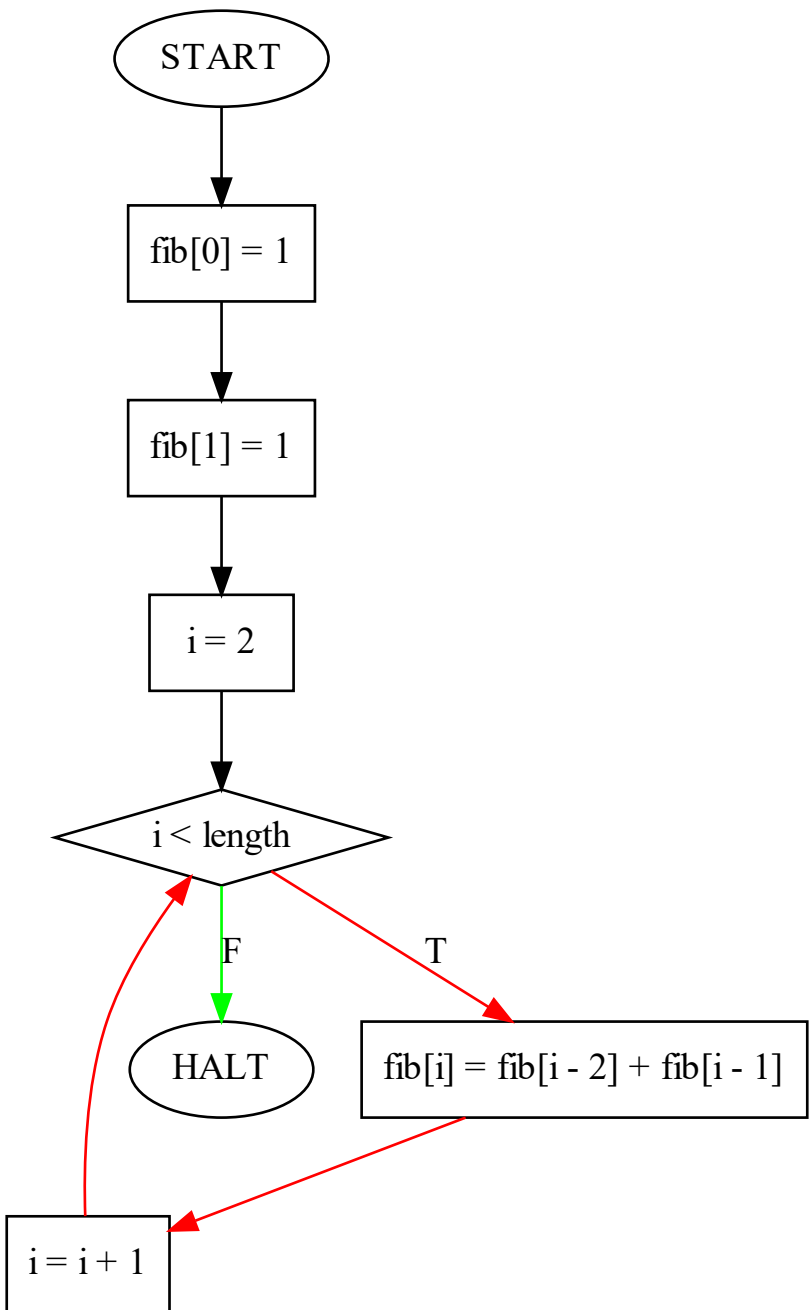 START
fib[0] = 1
fib[1] = 1
i = 2
i < length
F
T
HALT
fib[i] = fib[i - 2] + fib[i - 1]
i = i + 1